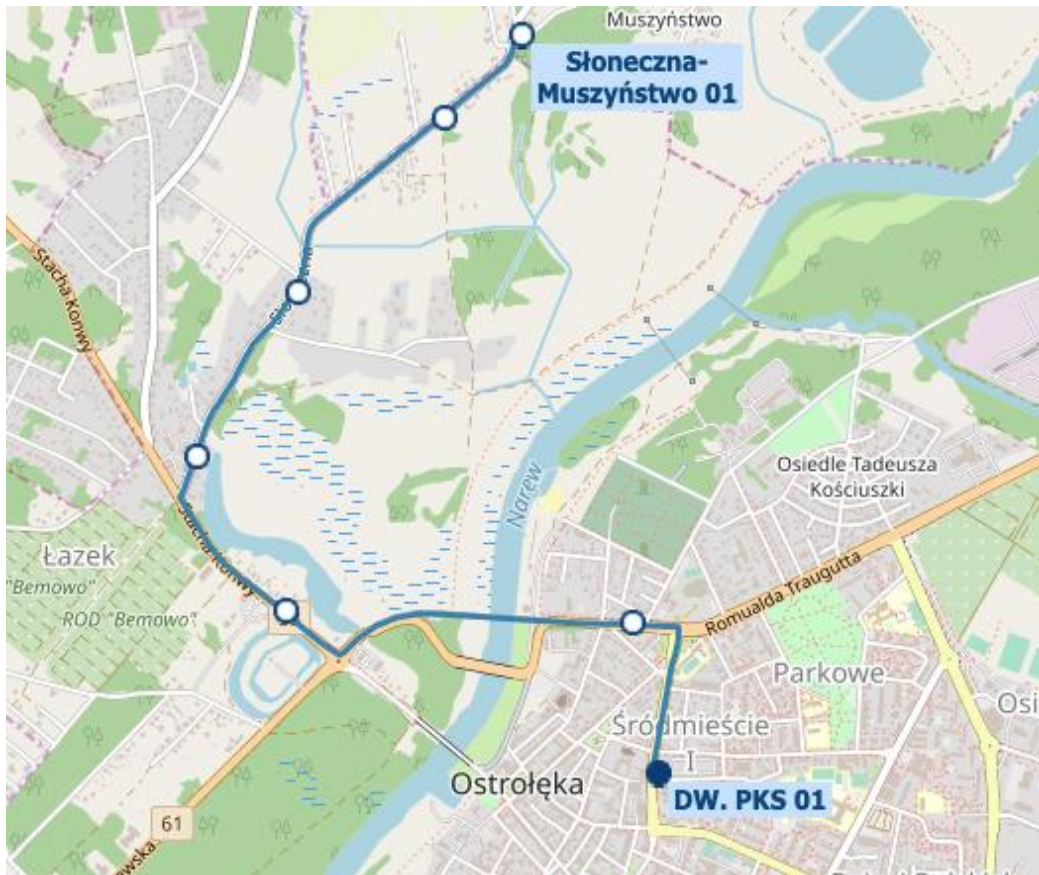 Muszyństwo
Słoneczna-
Muszyństwo 01
Stacha Konwy
Narew
Osiedle Tadeusza
Kościuszki
Łazek
"Bemowo"
ROD "Bemowo"
Stacha Konwy
Romualda Traugutta
Parkowe
Śródmieście
I
Ostrołęka
DW. PKS 01
61